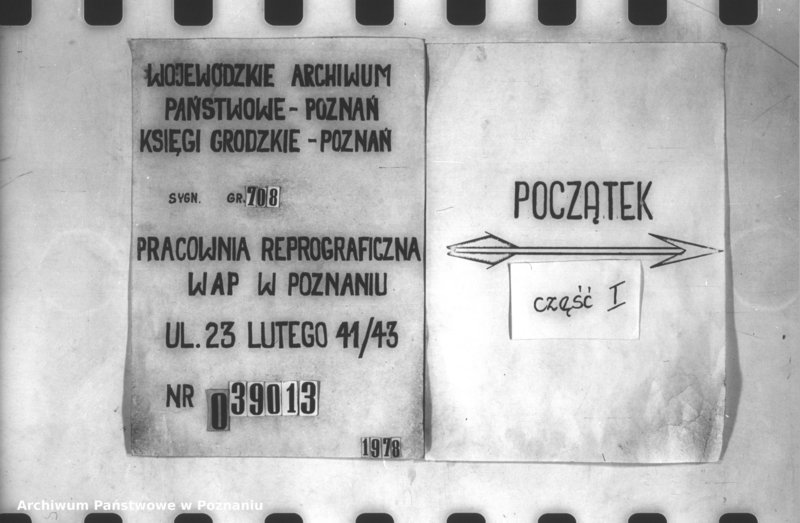 WOJEWÓDZKIE ARCHIWUM
PAŃSTWOWE - POZNAŃ
KSIĘGI GRODZKIE - POZNAŃ
SYGN. GR. 708
PRACOWNIA REPROGRAFICZNA
WAP W POZNANIU
UL. 23 LUTEGO 41/43
NR 039013
1978
POCZĄTEK
część I
Archiwum Państwowe w Poznaniu